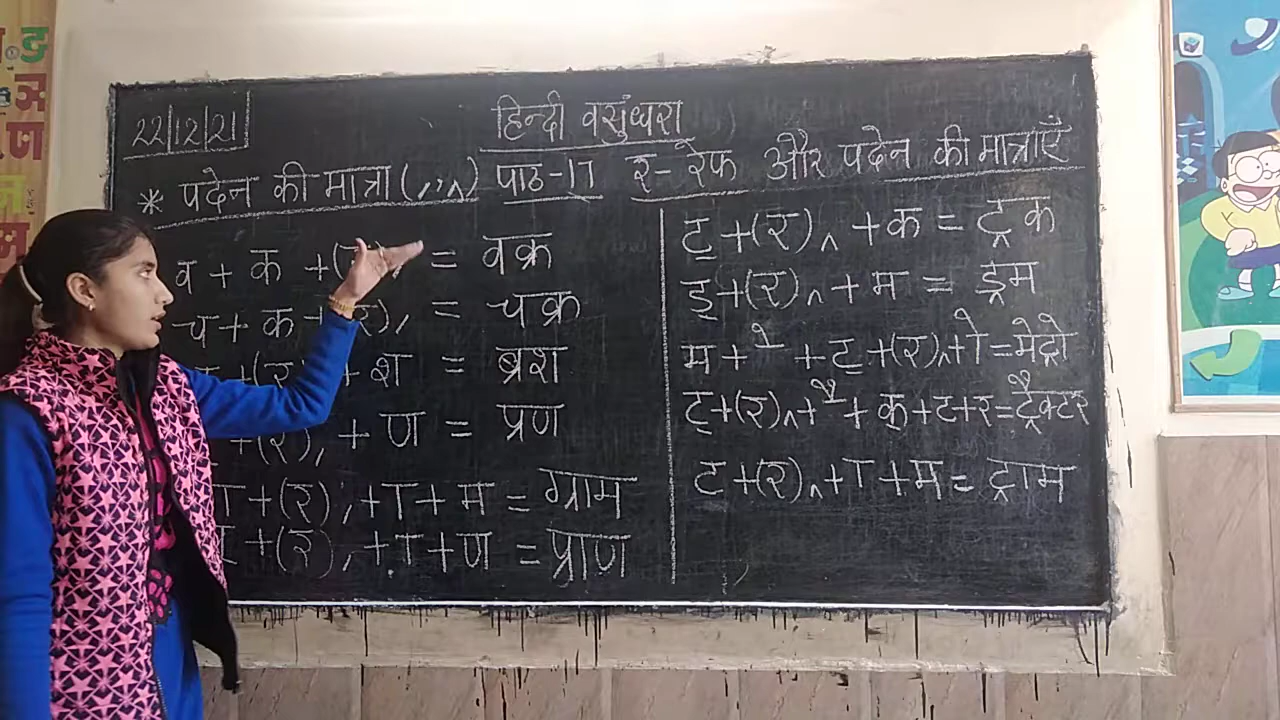 22|12|21
हिन्दी वसुंधरा
* पदेन की मात्रा (्र,्र) पाठ-17 र- रेफ और पदेन की मात्राएँ
व + क + = वक्र
च + क + (र) , = चक्र
+ श = ब्रश
+ (र) , + ण = प्रण
+ (र) , + ा + म = ग्राम
+ (र) , + ा + ण = प्राण
ट् + (र) ^ + क = ट्रक
ड् + (र) ^ + म = ड्रम
म + े + ट् + (र) ^ + ो = मेट्रो
ट् + (र) ^ + ै + क् + ट + र = ट्रैक्टर
ट + (र) ^ + ा + म = ट्राम